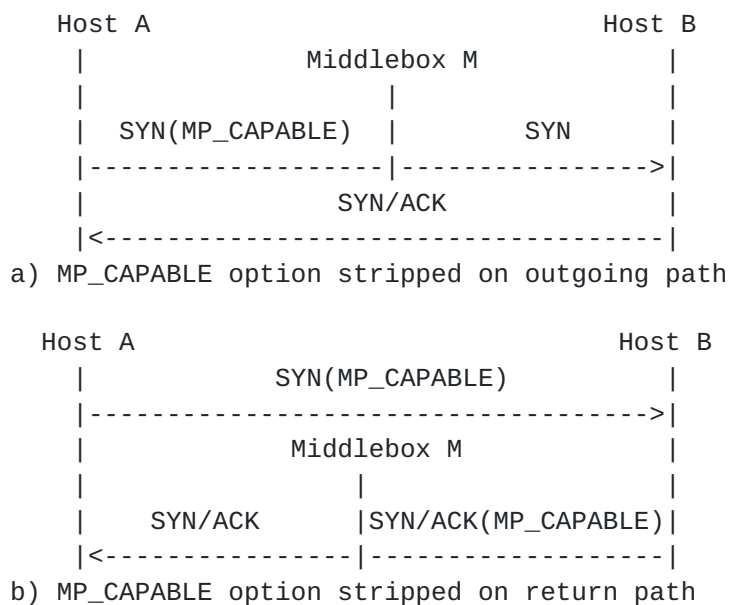 Host A Host B
Middlebox M
SYN(MP_CAPABLE) SYN
SYN/ACK
a) MP_CAPABLE option stripped on outgoing path
Host A Host B
SYN(MP_CAPABLE)
Middlebox M
SYN/ACK SYN/ACK(MP_CAPABLE)
b) MP_CAPABLE option stripped on return path